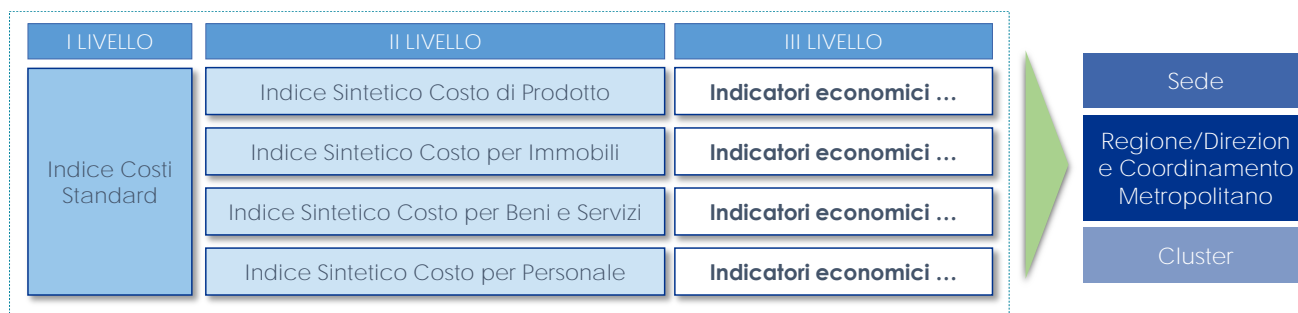 I LIVELLO
II LIVELLO
III LIVELLO
Indice Costi
Standard
Indice Sintetico Costo di Prodotto
Indicatori economici …
Indice Sintetico Costo per Immobili
Indicatori economici …
Indice Sintetico Costo per Beni e Servizi
Indicatori economici …
Indice Sintetico Costo per Personale
Indicatori economici …
Sede
Regione/Direzion
e Coordinamento
Metropolitano
Cluster